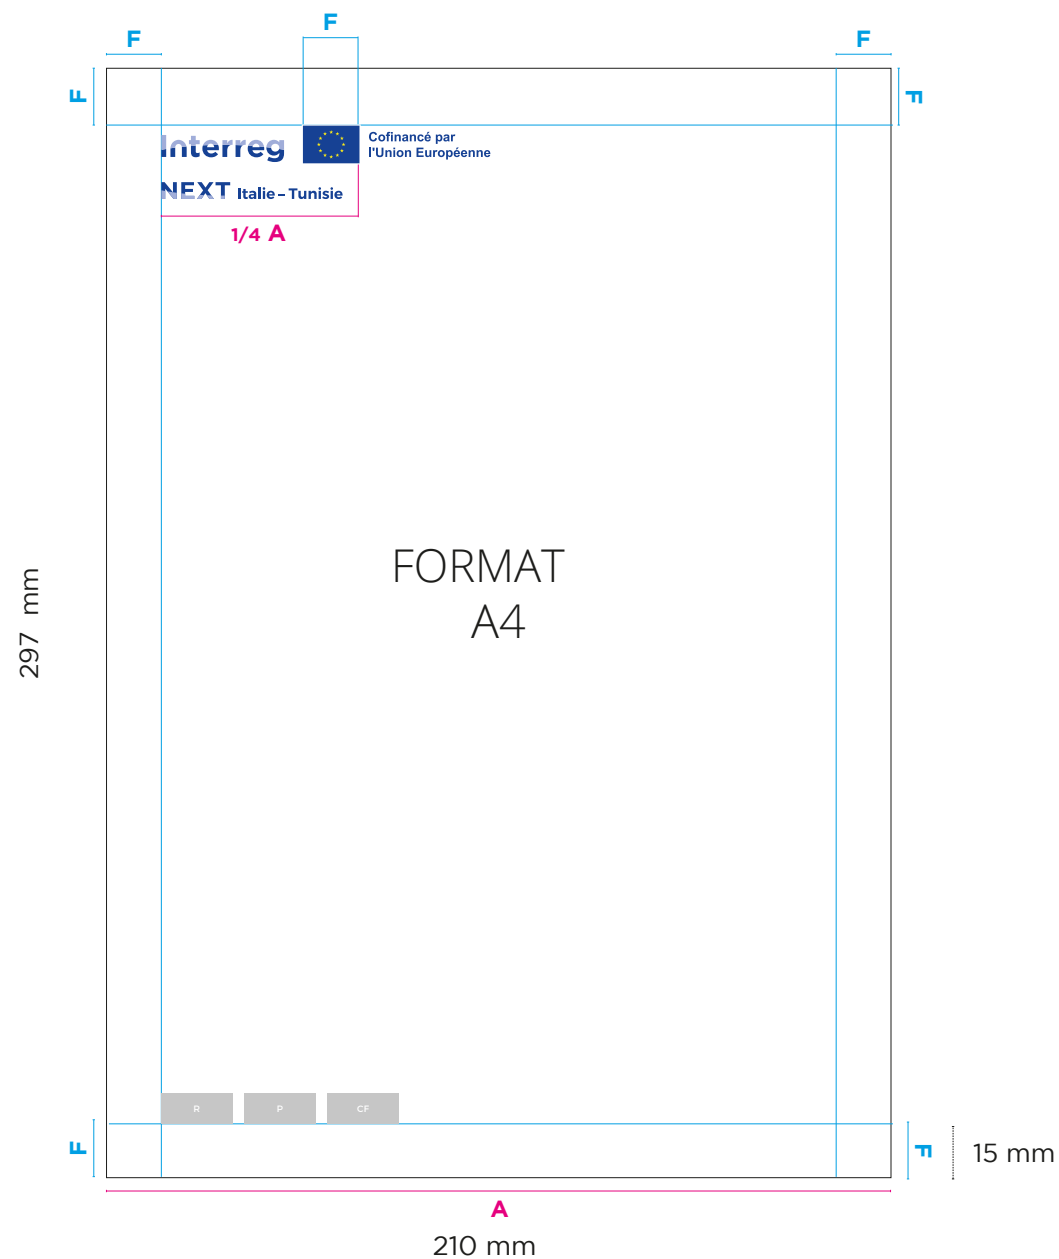 F
F
F
F
F
Interreg
Cofinancé par
l'Union Européenne
NEXT Italie – Tunisie
1/4 A
FORMAT
A4
297 mm
R
P
CF
F
F
15 mm
A
210 mm